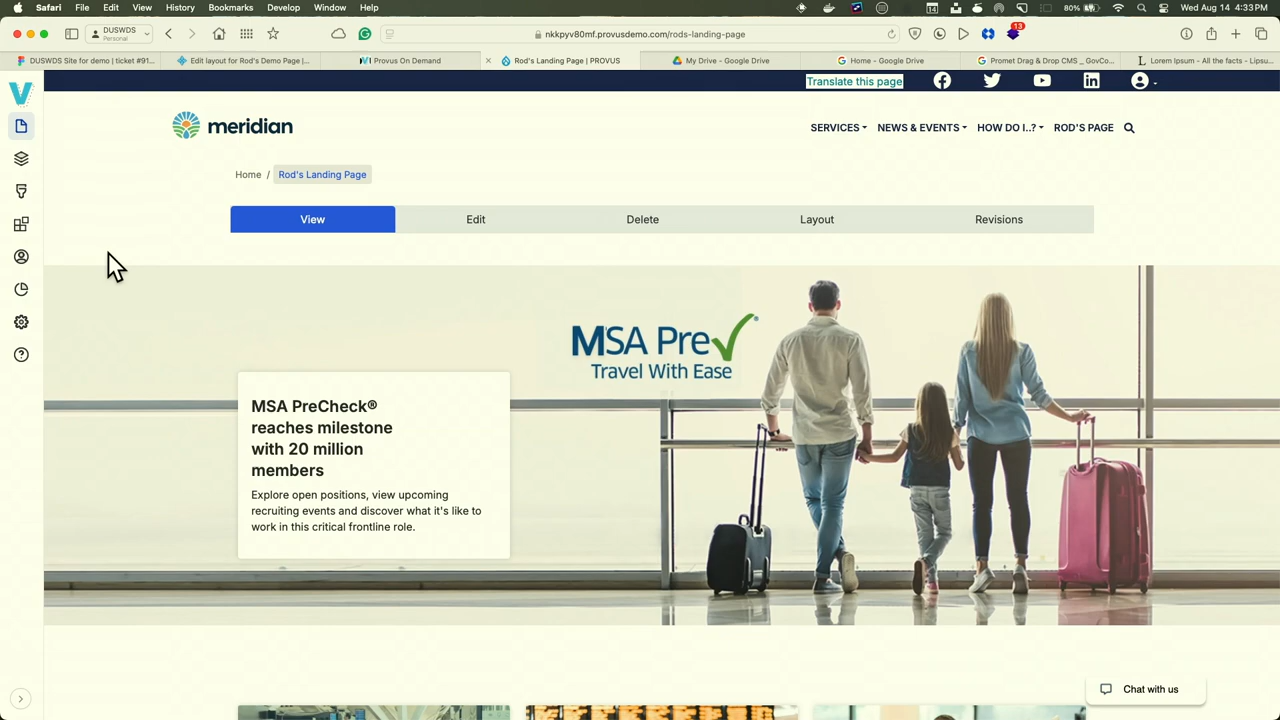 Safari File Edit View History Bookmarks Develop Window Help
80% Wed Aug 14 4:33 PM
DUSWDS
Personal
nkkpyv80mf.provusdemo.com/rods-landing-page
13
DUSWDS Site for demo | ticket #91...
Edit layout for Rod's Demo Page |...
Provus On Demand
Rod's Landing Page | PROVUS
My Drive - Google Drive
Home - Google Drive
Promet Drag & Drop CMS _ GovCo...
Lorem Ipsum - All the facts - Lipsu...
Translate this page
meridian
SERVICES
NEWS & EVENTS
HOW DO I..?
ROD'S PAGE
Home / Rod's Landing Page
View
Edit
Delete
Layout
Revisions
MSA Pre®
Travel With Ease
MSA PreCheck®
reaches milestone
with 20 million
members
Explore open positions, view upcoming
recruiting events and discover what it's like to
work in this critical frontline role.
Chat with us